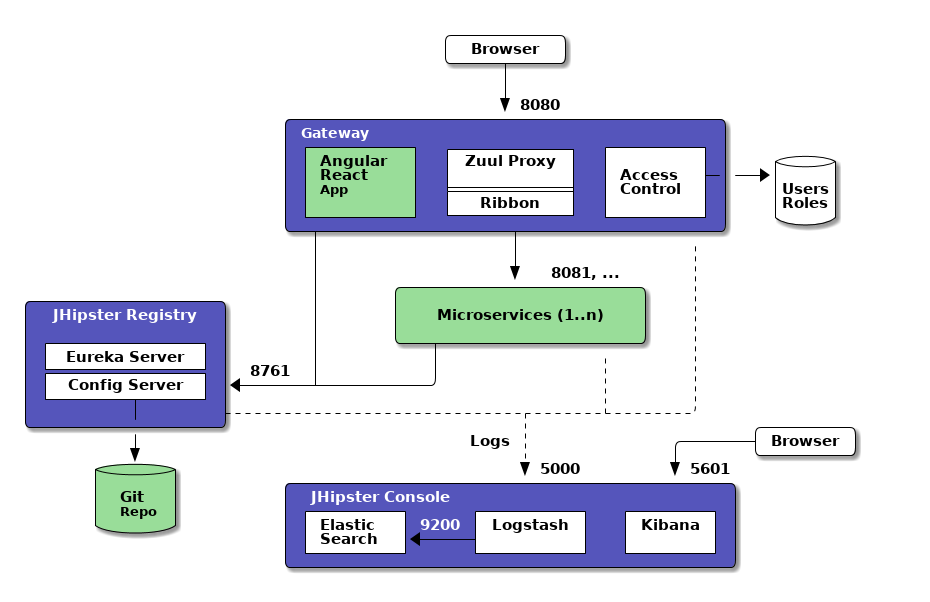 Browser
8080
Gateway
Angular
React
App
Zuul Proxy
Ribbon
Access
Control
Users
Roles
8081, ...
Microservices (1..n)
JHipster Registry
Eureka Server
Config Server
8761
Git
Repo
Logs
Browser
5000
5601
JHipster Console
Elastic
Search
9200
Logstash
Kibana